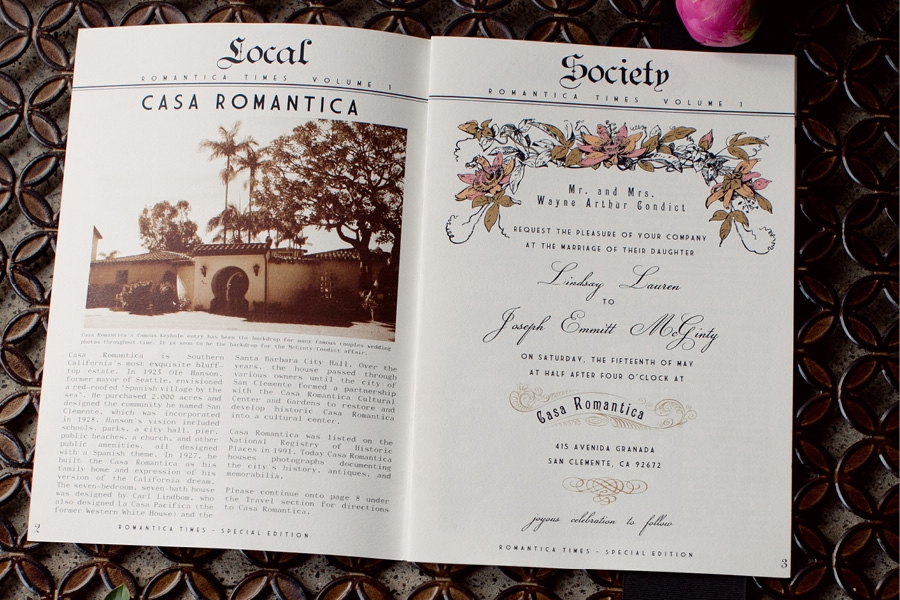 Local
ROMANTICA TIMES VOLUME 1
CASA ROMANTICA
Casa Romantica's famous keyhole entry has been the backdrop for many famous couples wedding
photos throughout time. It is soon to be the backdrop for the McGinty/Condict affair.
Casa Romantica is Southern
California's most exquisite bluff-
top estate. In 1925 Ole Hanson,
former mayor of Seattle, envisioned
a red-roofed "Spanish village by the
sea". He purchased 2,000 acres and
designed the community he named San
Clemente, which was incorporated
in 1928. Hanson's vision included
schools, parks, a city hall, pier,
public beaches, a church, and other
public amenities, all designed
with a Spanish theme. In 1927, he
built the Casa Romantica as his
family home and expression of his
version of the California dream.
The seven-bedroom, seven-bath house
was designed by Carl Lindbom, who
also designed La Casa Pacifica (the
former Western White House) and the
Santa Barbara City Hall. Over the
years, the house passed through
various owners until the city of
San Clemente formed a partnership
with the Casa Romantica Cultural
Center and Gardens to restore and
develop historic Casa Romantica
into a cultural center.
Casa Romantica was listed on the
National Registry of Historic
Places in 1991. Today Casa Romantica
houses photographs documenting
the city's history, antiques, and
memorabilia.
Please continue onto page 8 under
the Travel section for directions
to Casa Romantica.
2
ROMANTICA TIMES - SPECIAL EDITION
Society
ROMANTICA TIMES VOLUME 1
Mr. and Mrs.
Wayne Arthur Condict
REQUEST THE PLEASURE OF YOUR COMPANY
AT THE MARRIAGE OF THEIR DAUGHTER
Lindsay Lauren
TO
Joseph Emmitt McGinty
ON SATURDAY, THE FIFTEENTH OF MAY
AT HALF AFTER FOUR O'CLOCK AT
Casa Romantica
415 AVENIDA GRANADA
SAN CLEMENTE, CA 92672
joyous celebration to follow
ROMANTICA TIMES - SPECIAL EDITION
3